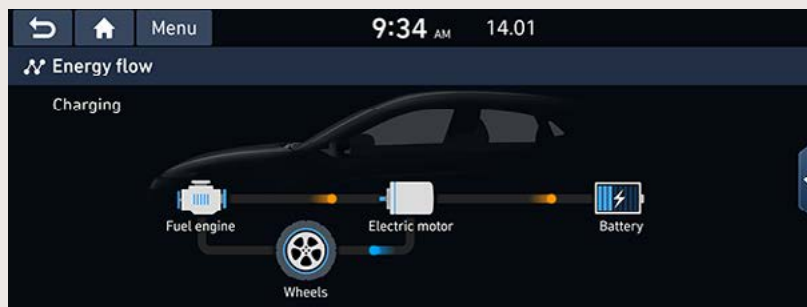 Menu
9:34 AM
14.01
Energy flow
Charging
Fuel engine
Electric motor
Battery
Wheels